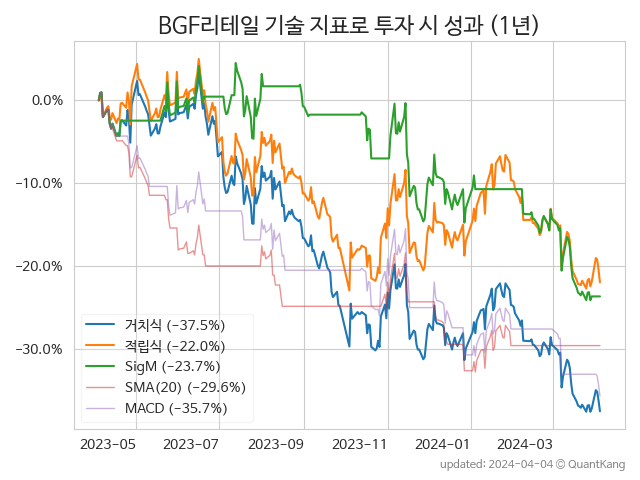 BGF리테일 기술 지표로 투자 시 성과 (1년)
0.0%
−10.0%
−20.0%
−30.0%
거치식 (−37.5%)
적립식 (−22.0%)
SigM (−23.7%)
SMA(20) (−29.6%)
MACD (−35.7%)
2023−05 2023−07 2023−09 2023−11 2024−01 2024−03
updated: 2024−04−04 © QuantKang